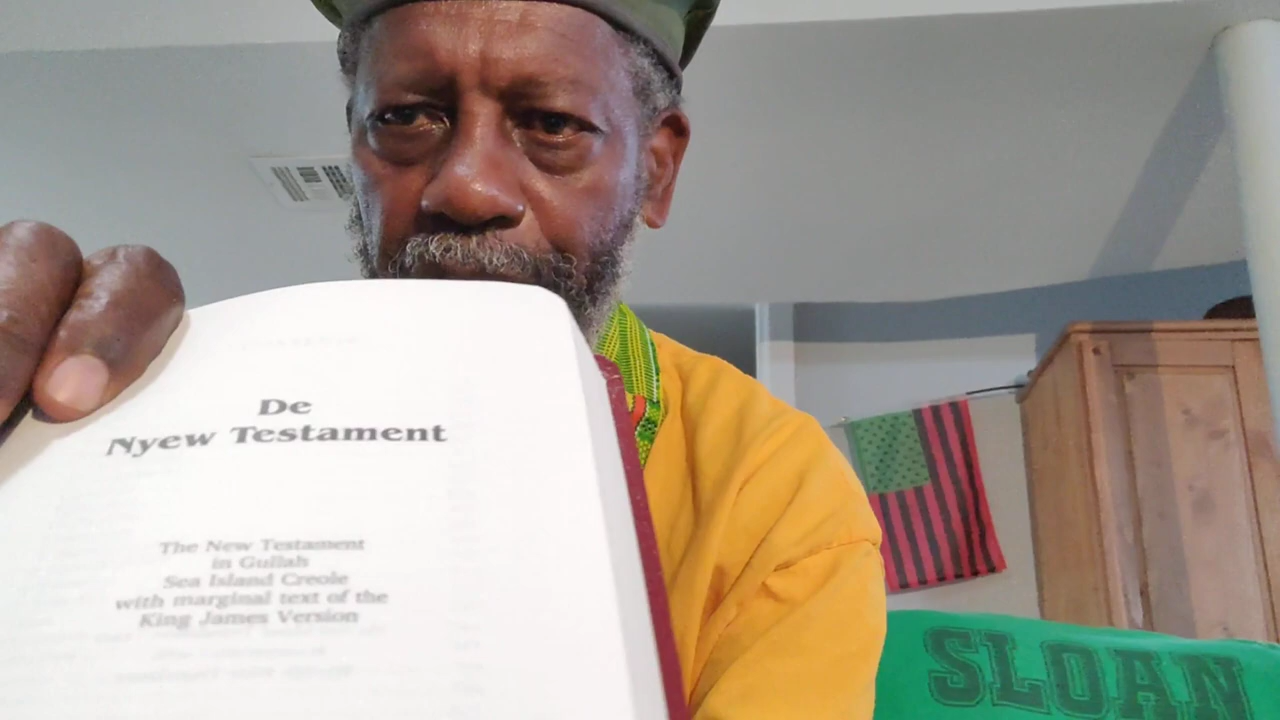 De
Nyew Testament
The New Testament
in Gullah
Sea Island Creole
with marginal text of the
King James Version
SLOAN